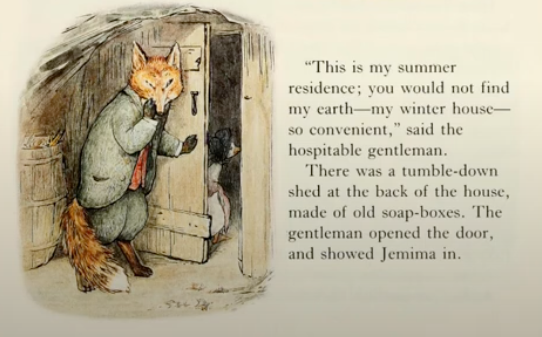 “This is my summer
residence; you would not find
my earth—my winter house—
so convenient,” said the
hospitable gentleman.
There was a tumble-down
shed at the back of the house,
made of old soap-boxes. The
gentleman opened the door,
and showed Jemima in.